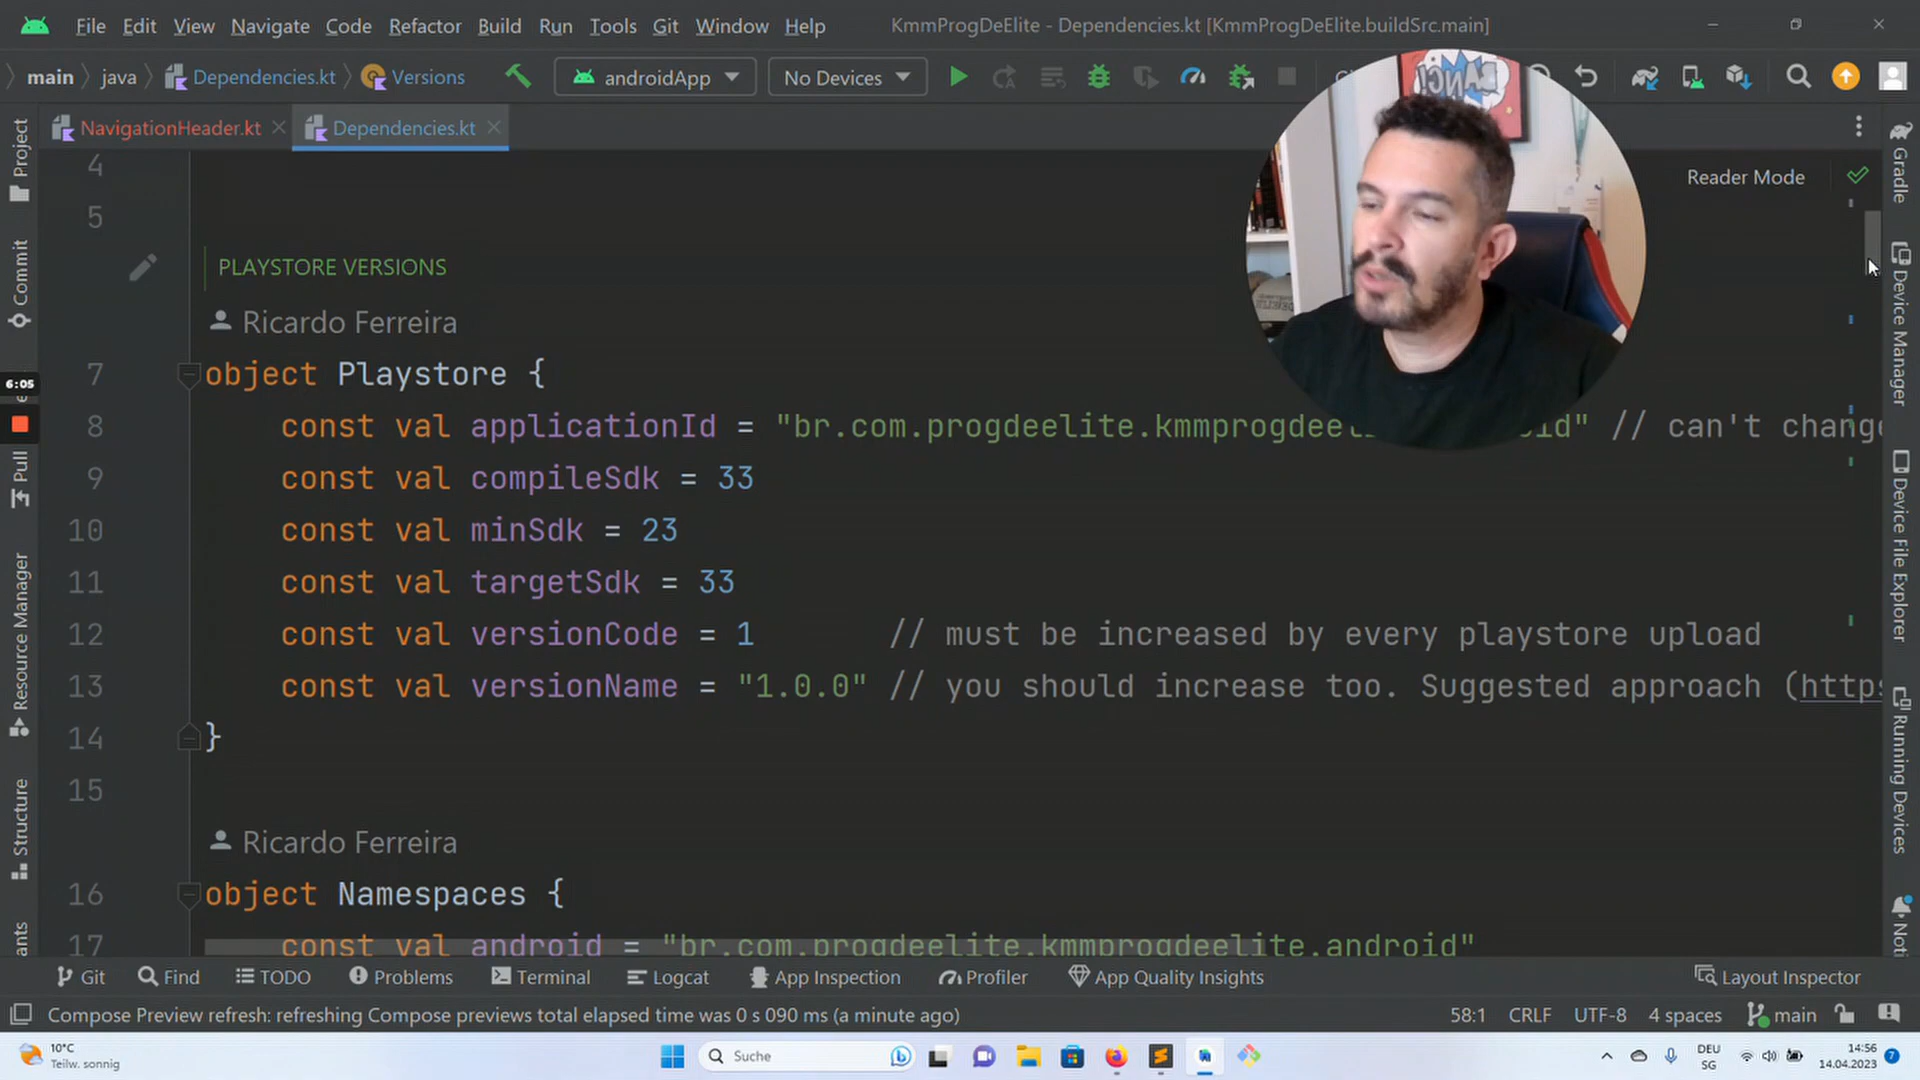 File Edit View Navigate Code Refactor Build Run Tools Git Window Help KmmProgDeElite - Dependencies.kt [KmmProgDeElite.buildSrc.main]
main java Dependencies.kt Versions androidApp No Devices
NavigationHeader.kt Dependencies.kt
Reader Mode
4
5
PLAYSTORE VERSIONS
Ricardo Ferreira
7 object Playstore {
8 const val applicationId = "br.com.progdeelite.kmmprogdee // can't change
9 const val compileSdk = 33
10 const val minSdk = 23
11 const val targetSdk = 33
12 const val versionCode = 1 // must be increased by every playstore upload
13 const val versionName = "1.0.0" // you should increase too. Suggested approach (https
14 }
15
Ricardo Ferreira
16 object Namespaces {
17 const val android = "br.com.progdeelite.kmmprogdeelite.android"
Project
Commit
6:05
Pull
Resource Manager
Structure
Gradle
Device Manager
Device File Explorer
Running Devices
Git Find TODO Problems Terminal Logcat App Inspection Profiler App Quality Insights Layout Inspector
Compose Preview refresh: refreshing Compose previews total elapsed time was 0 s 090 ms (a minute ago) 58:1 CRLF UTF-8 4 spaces main
10°C
Teilw. sonnig
Suche
DEU
SG
14:56
14.04.2023
7